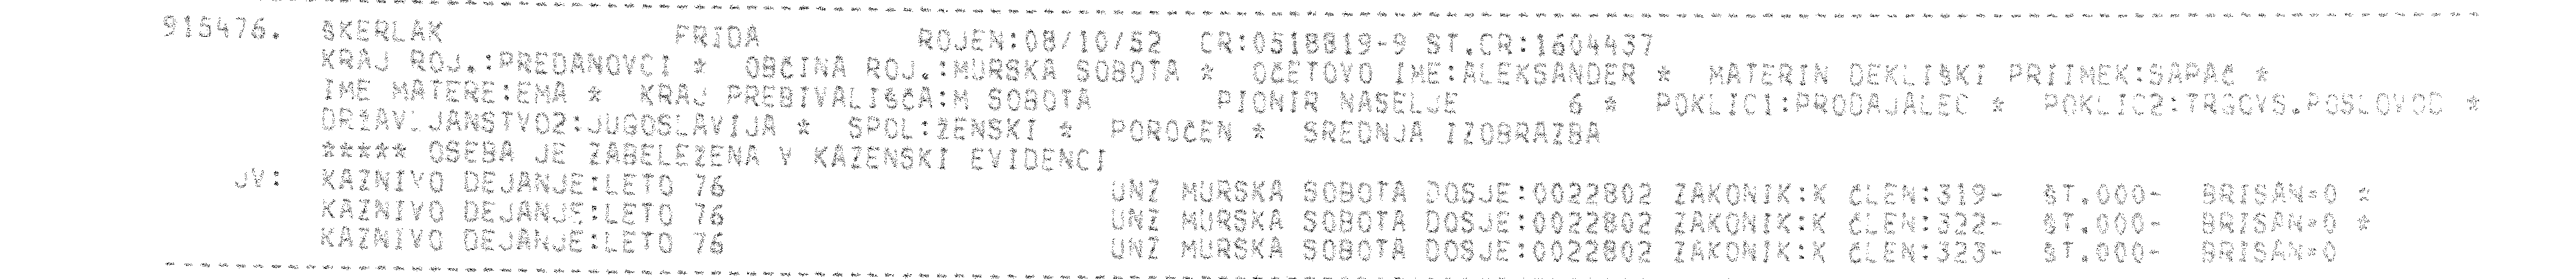 915476. ŠKERLAK FRIDA ROJEN:08/10/52 CR:0518819-9 ST.CR:1604437
KRAJ ROJ.:PREDANOVCI * OBČINA ROJ.:MURSKA SOBOTA * OČETOVO IME:ALEKSANDER * MATERIN DEKLIŠKI PRIIMEK:SAPAČ *
IME MATERE:EMA * KRAJ PREBIVALIŠČA:M SOBOTA PIONIR NASELJE 6 * POKLIC1:PRODAJALEC * POKLIC2:TRGOVS.POSLOVOD *
DRŽAVLJANSTVO2:JUGOSLAVIJA * SPOL:ŽENSKI * POROČEN * SREDNJA IZOBRAZBA
***** OSEBA JE ZABELEŽENA V KAZENSKI EVIDENCI
JV: KAZNIVO DEJANJE:LETO 76 UNZ MURSKA SOBOTA DOSJE:0022802 ZAKONIK:K ČLEN:319- ŠT.000- BRISAN=0 *
KAZNIVO DEJANJE:LETO 76 UNZ MURSKA SOBOTA DOSJE:0022802 ZAKONIK:K ČLEN:322- ŠT.000- BRISAN=0 *
KAZNIVO DEJANJE:LETO 76 UNZ MURSKA SOBOTA DOSJE:0022802 ZAKONIK:K ČLEN:323- ŠT.000- BRISAN=0